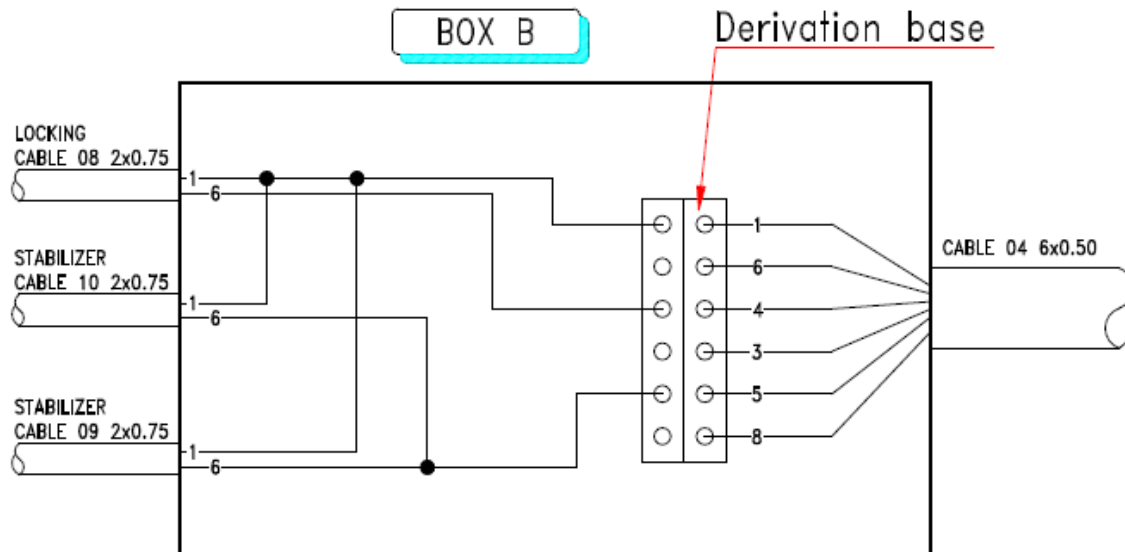 BOX B
Derivation base
LOCKING
CABLE 08 2x0.75
1
6
STABILIZER
CABLE 10 2x0.75
1
6
STABILIZER
CABLE 09 2x0.75
1
6
1
6
4
3
5
8
CABLE 04 6x0.50